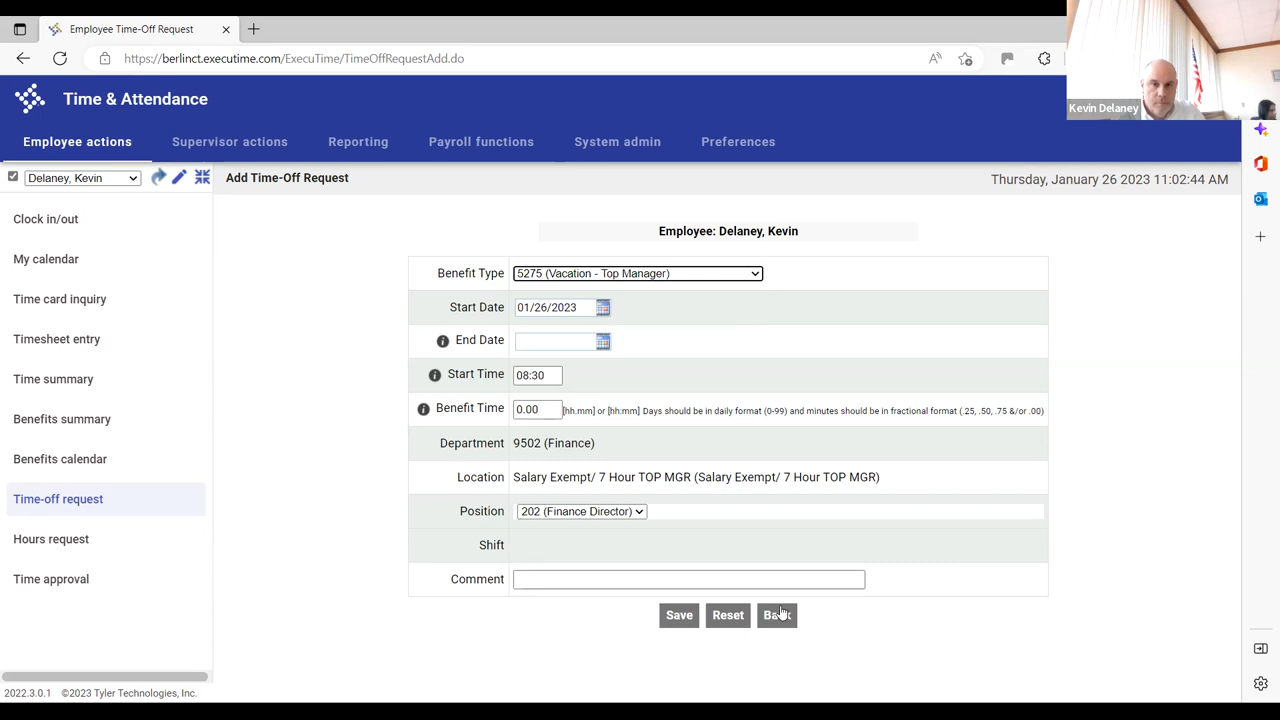 Employee Time-Off Request
https://berlinct.executime.com/ExecuTime/TimeOffRequestAdd.do
Kevin Delaney
Time & Attendance
Employee actions Supervisor actions Reporting Payroll functions System admin Preferences
Delaney, Kevin
Add Time-Off Request
Thursday, January 26 2023 11:02:44 AM
Clock in/out
My calendar
Time card inquiry
Timesheet entry
Time summary
Benefits summary
Benefits calendar
Time-off request
Hours request
Time approval
Employee: Delaney, Kevin
Benefit Type 5275 (Vacation - Top Manager)
Start Date 01/26/2023
End Date
Start Time 08:30
Benefit Time 0.00 [hh.mm] or [hh:mm] Days should be in daily format (0-99) and minutes should be in fractional format (.25, .50, .75 &/or .00)
Department 9502 (Finance)
Location Salary Exempt/ 7 Hour TOP MGR (Salary Exempt/ 7 Hour TOP MGR)
Position 202 (Finance Director)
Shift
Comment
Save Reset Back
2022.3.0.1 ©2023 Tyler Technologies, Inc.